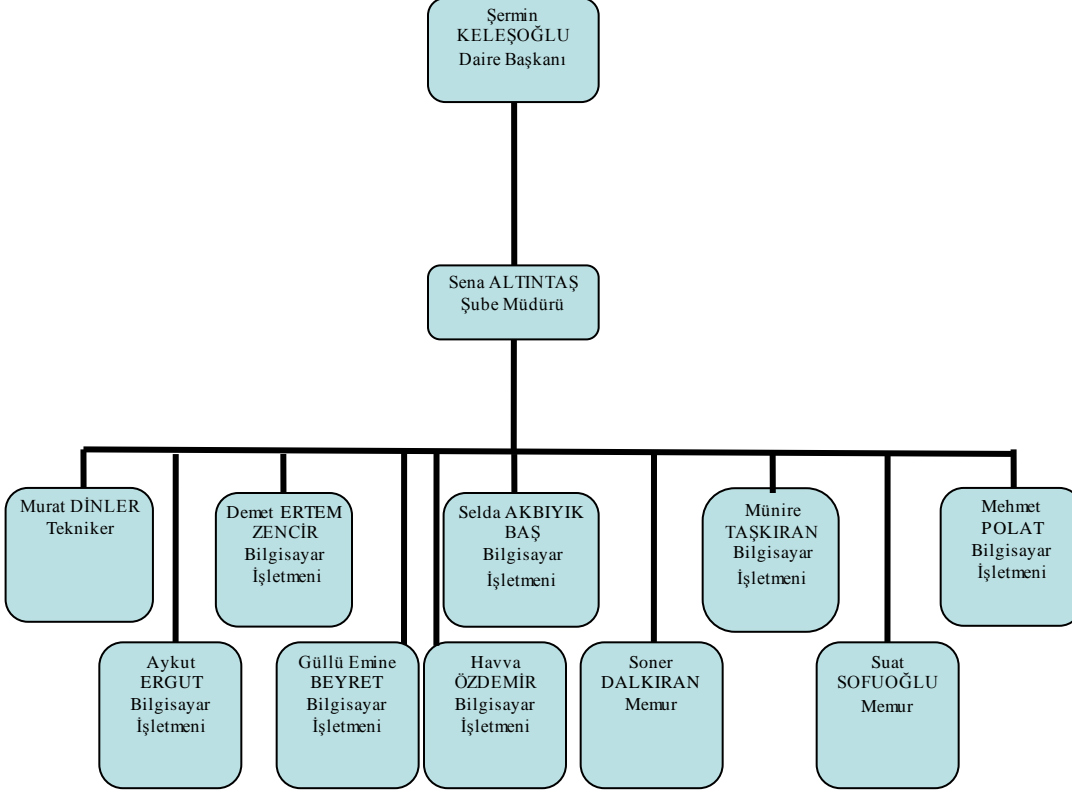 Şermin
KELEŞOĞLU
Daire Başkanı
Sena ALTINTAŞ
Şube Müdürü
Murat DİNLER
Tekniker
Demet ERTEM
ZENCİR
Bilgisayar
İşletmeni
Selda AKBIYIK
BAŞ
Bilgisayar
İşletmeni
Münire
TAŞKIRAN
Bilgisayar
İşletmeni
Mehmet
POLAT
Bilgisayar
İşletmeni
Aykut
ERGUT
Bilgisayar
İşletmeni
Güllü Emine
BEYRET
Bilgisayar
İşletmeni
Havva
ÖZDEMİR
Bilgisayar
İşletmeni
Soner
DALKIRAN
Memur
Suat
SOFUOĞLU
Memur